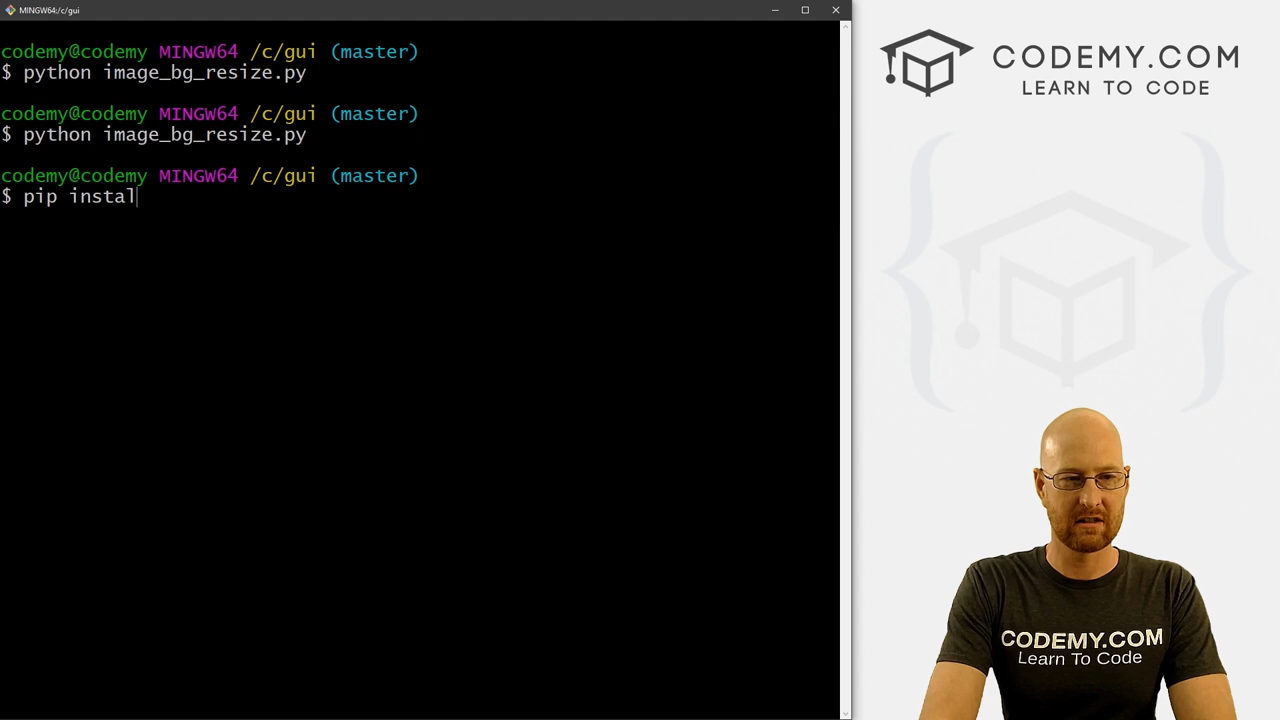 MINGW64:/c/gui
codemy@codemy MINGW64 /c/gui (master)
$ python image_bg_resize.py
codemy@codemy MINGW64 /c/gui (master)
$ python image_bg_resize.py
codemy@codemy MINGW64 /c/gui (master)
$ pip instal
CODEMY.COM
LEARN TO CODE
CODEMY.COM
Learn To Code